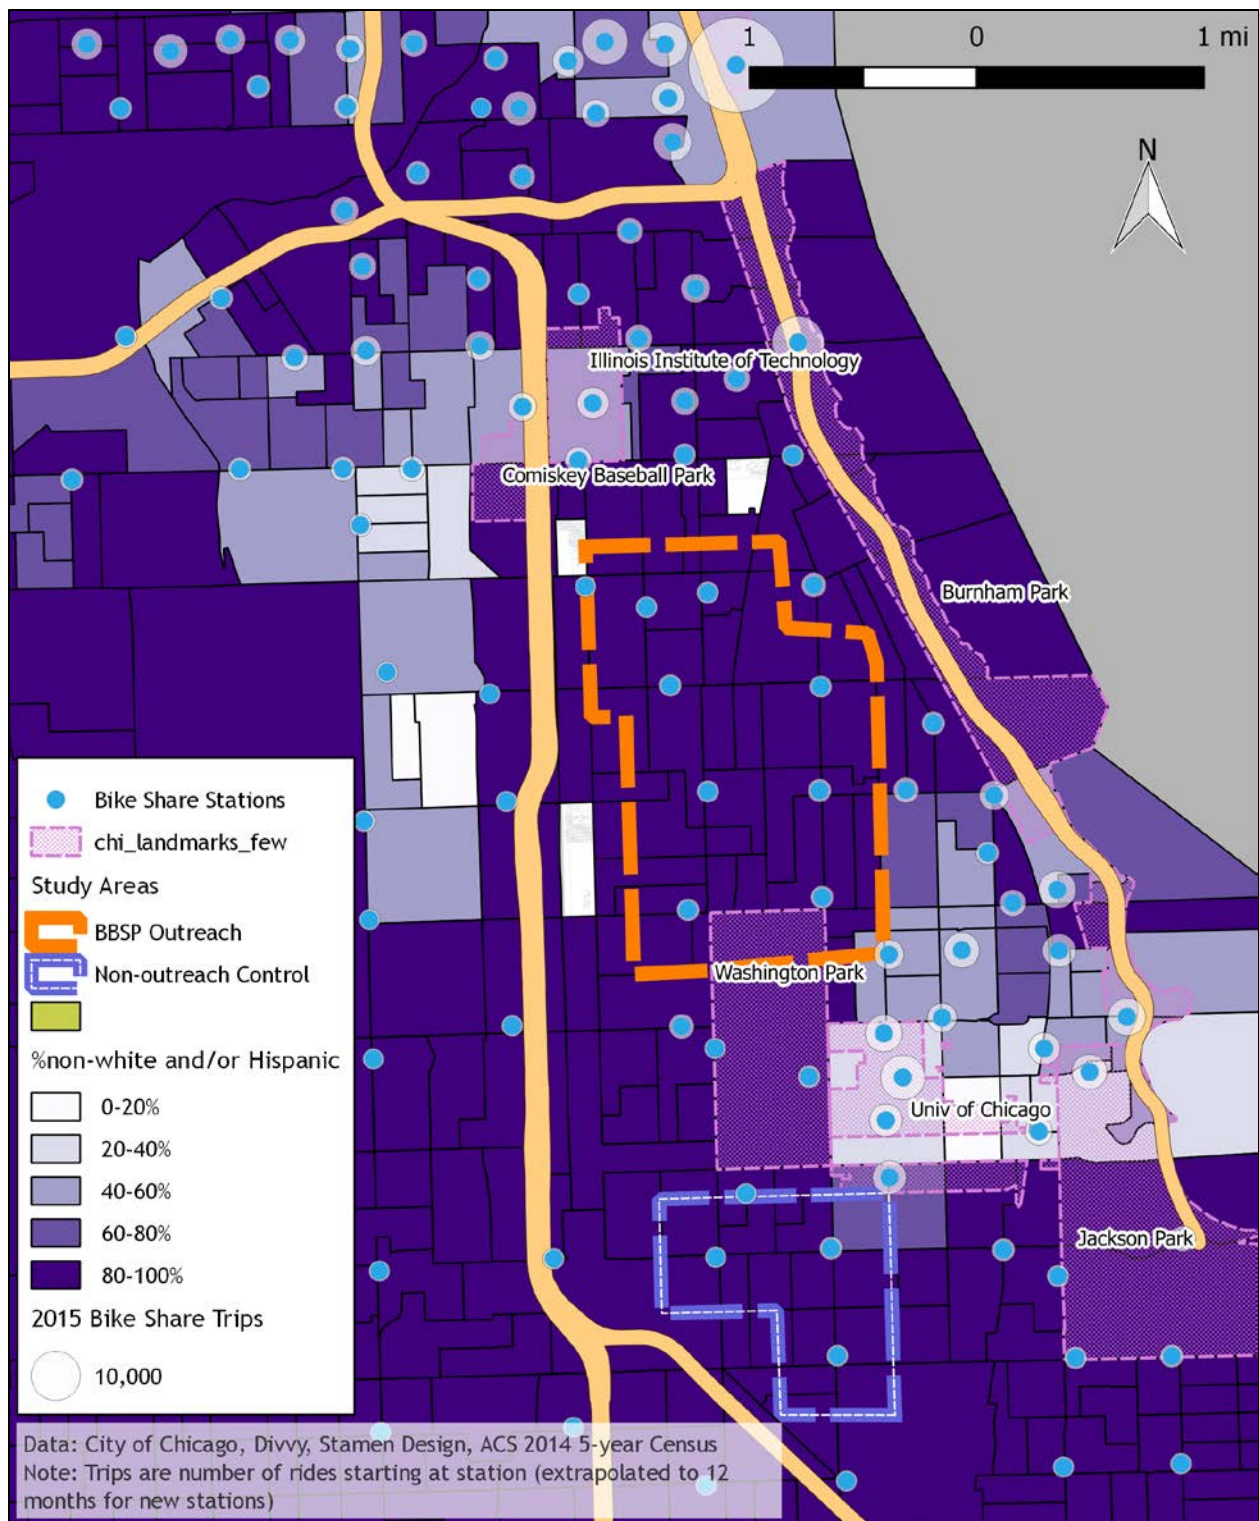 1 0 1 mi
N
Illinois Institute of Technology
Comiskey Baseball Park
Burnham Park
Washington Park
Univ of Chicago
Jackson Park
Bike Share Stations
chi_landmarks_few
Study Areas
BBSP Outreach
Non-outreach Control
%non-white and/or Hispanic
0-20%
20-40%
40-60%
60-80%
80-100%
2015 Bike Share Trips
10,000
Data: City of Chicago, Divvy, Stamen Design, ACS 2014 5-year Census
Note: Trips are number of rides starting at station (extrapolated to 12
months for new stations)